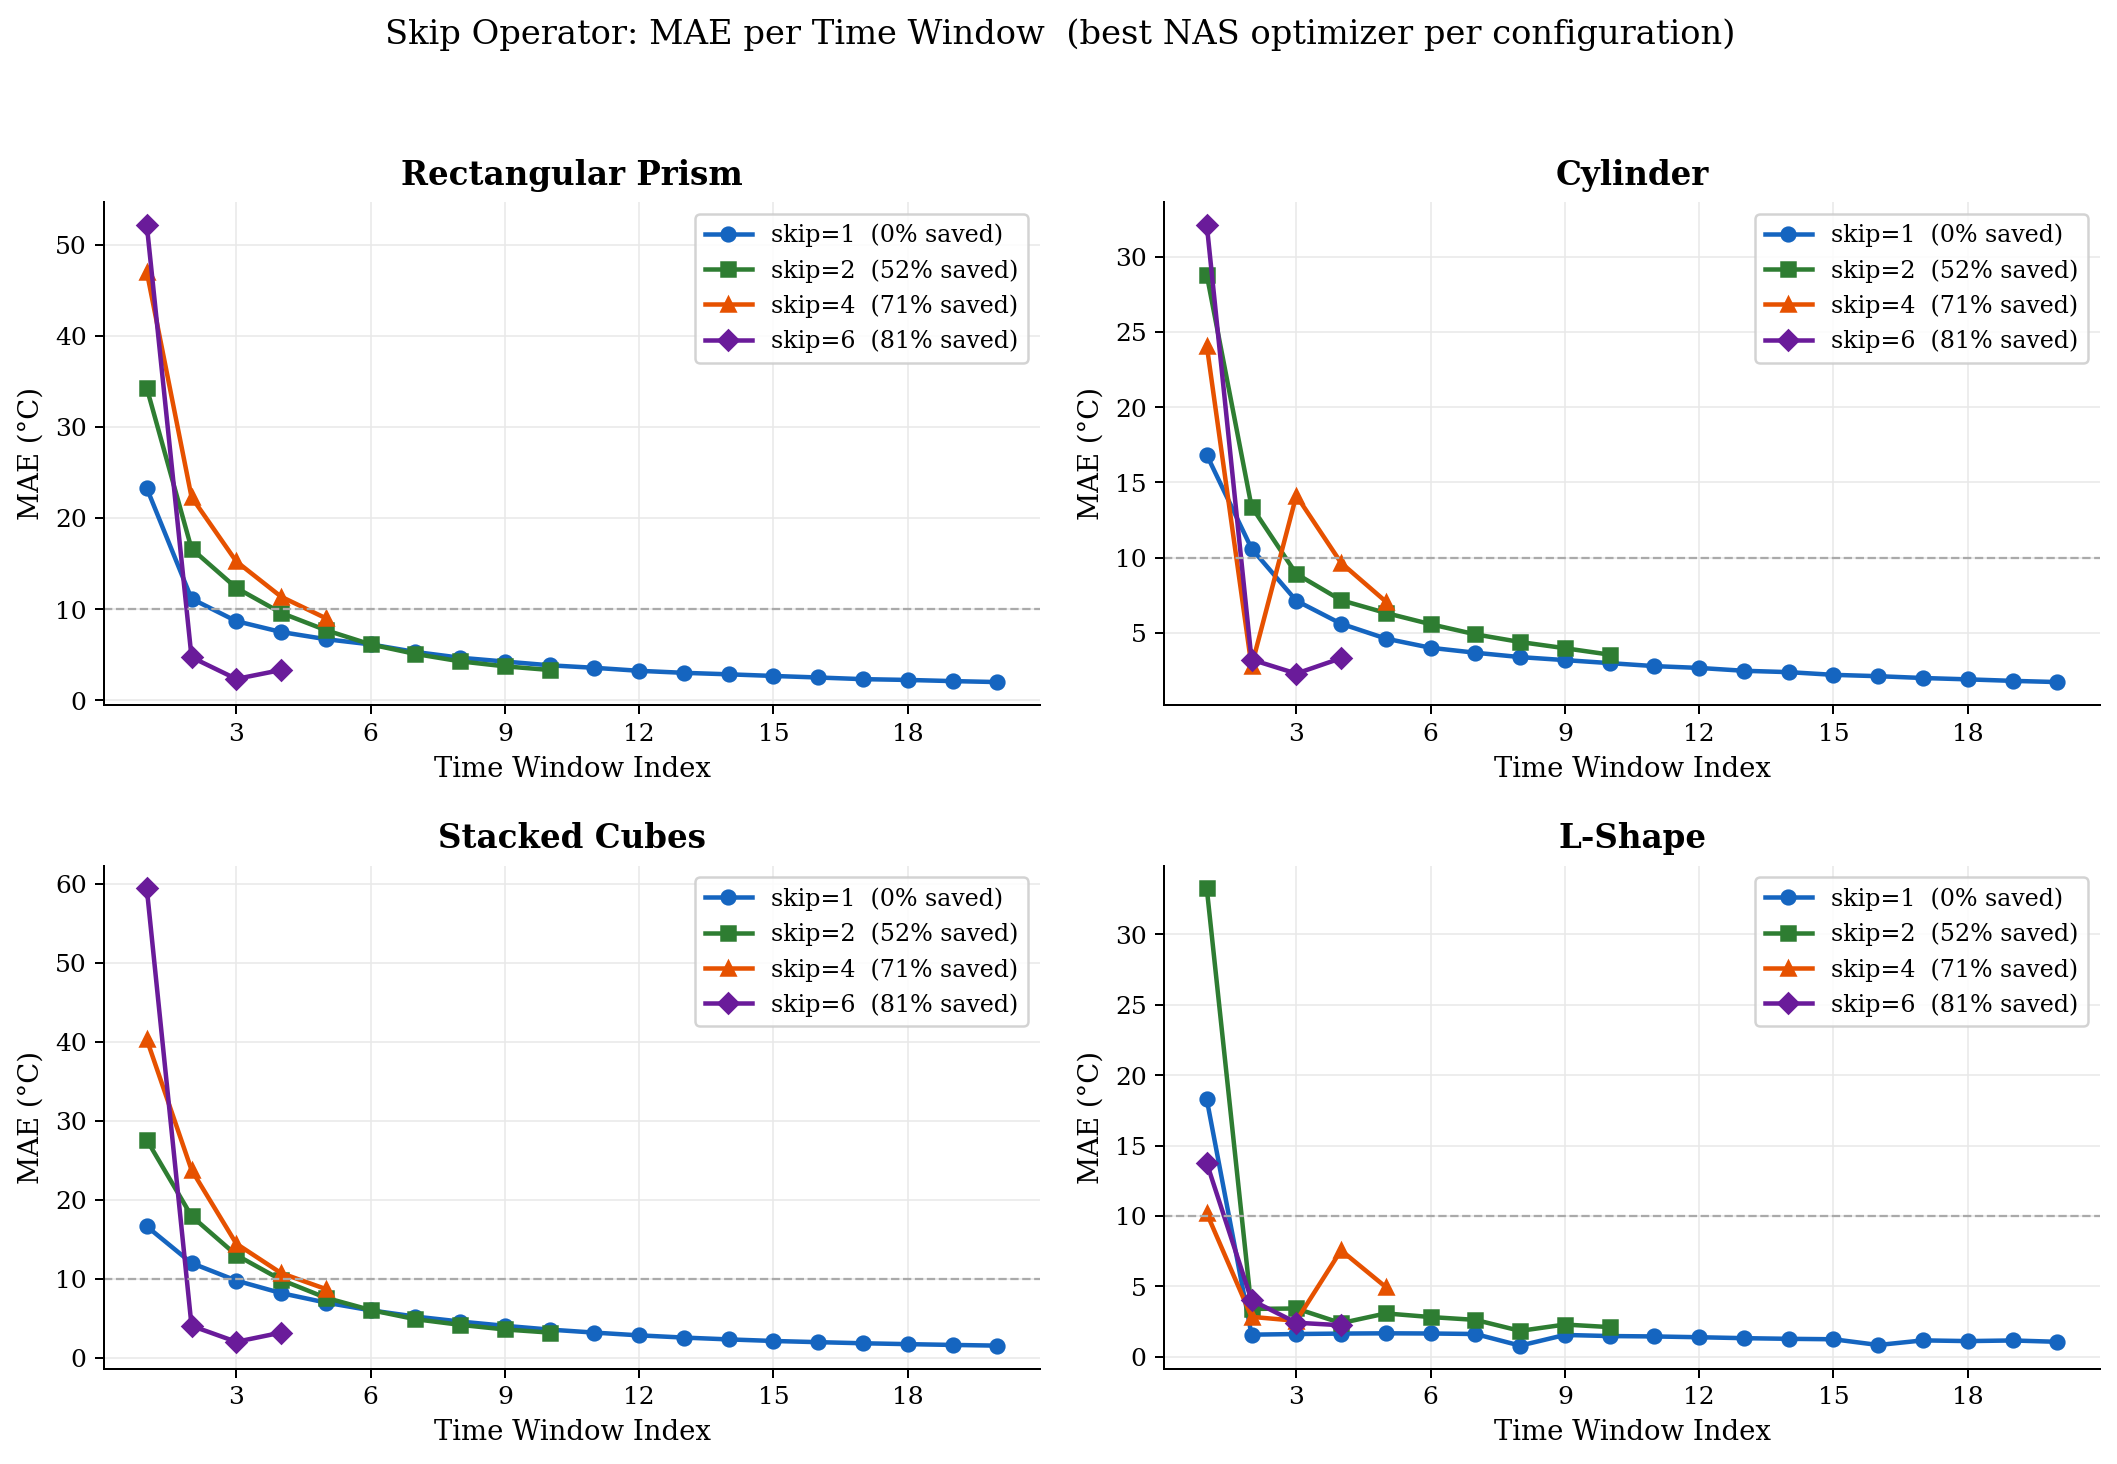 Skip Operator: MAE per Time Window  (best NAS optimizer per configuration)
Rectangular Prism
MAE (°C)
50
40
30
20
10
0
skip=1  (0% saved)
skip=2  (52% saved)
skip=4  (71% saved)
skip=6  (81% saved)
3 6 9 12 15 18
Time Window Index
Cylinder
MAE (°C)
30
25
20
15
10
5
skip=1  (0% saved)
skip=2  (52% saved)
skip=4  (71% saved)
skip=6  (81% saved)
3 6 9 12 15 18
Time Window Index
Stacked Cubes
MAE (°C)
60
50
40
30
20
10
0
skip=1  (0% saved)
skip=2  (52% saved)
skip=4  (71% saved)
skip=6  (81% saved)
3 6 9 12 15 18
Time Window Index
L-Shape
MAE (°C)
30
25
20
15
10
5
0
skip=1  (0% saved)
skip=2  (52% saved)
skip=4  (71% saved)
skip=6  (81% saved)
3 6 9 12 15 18
Time Window Index